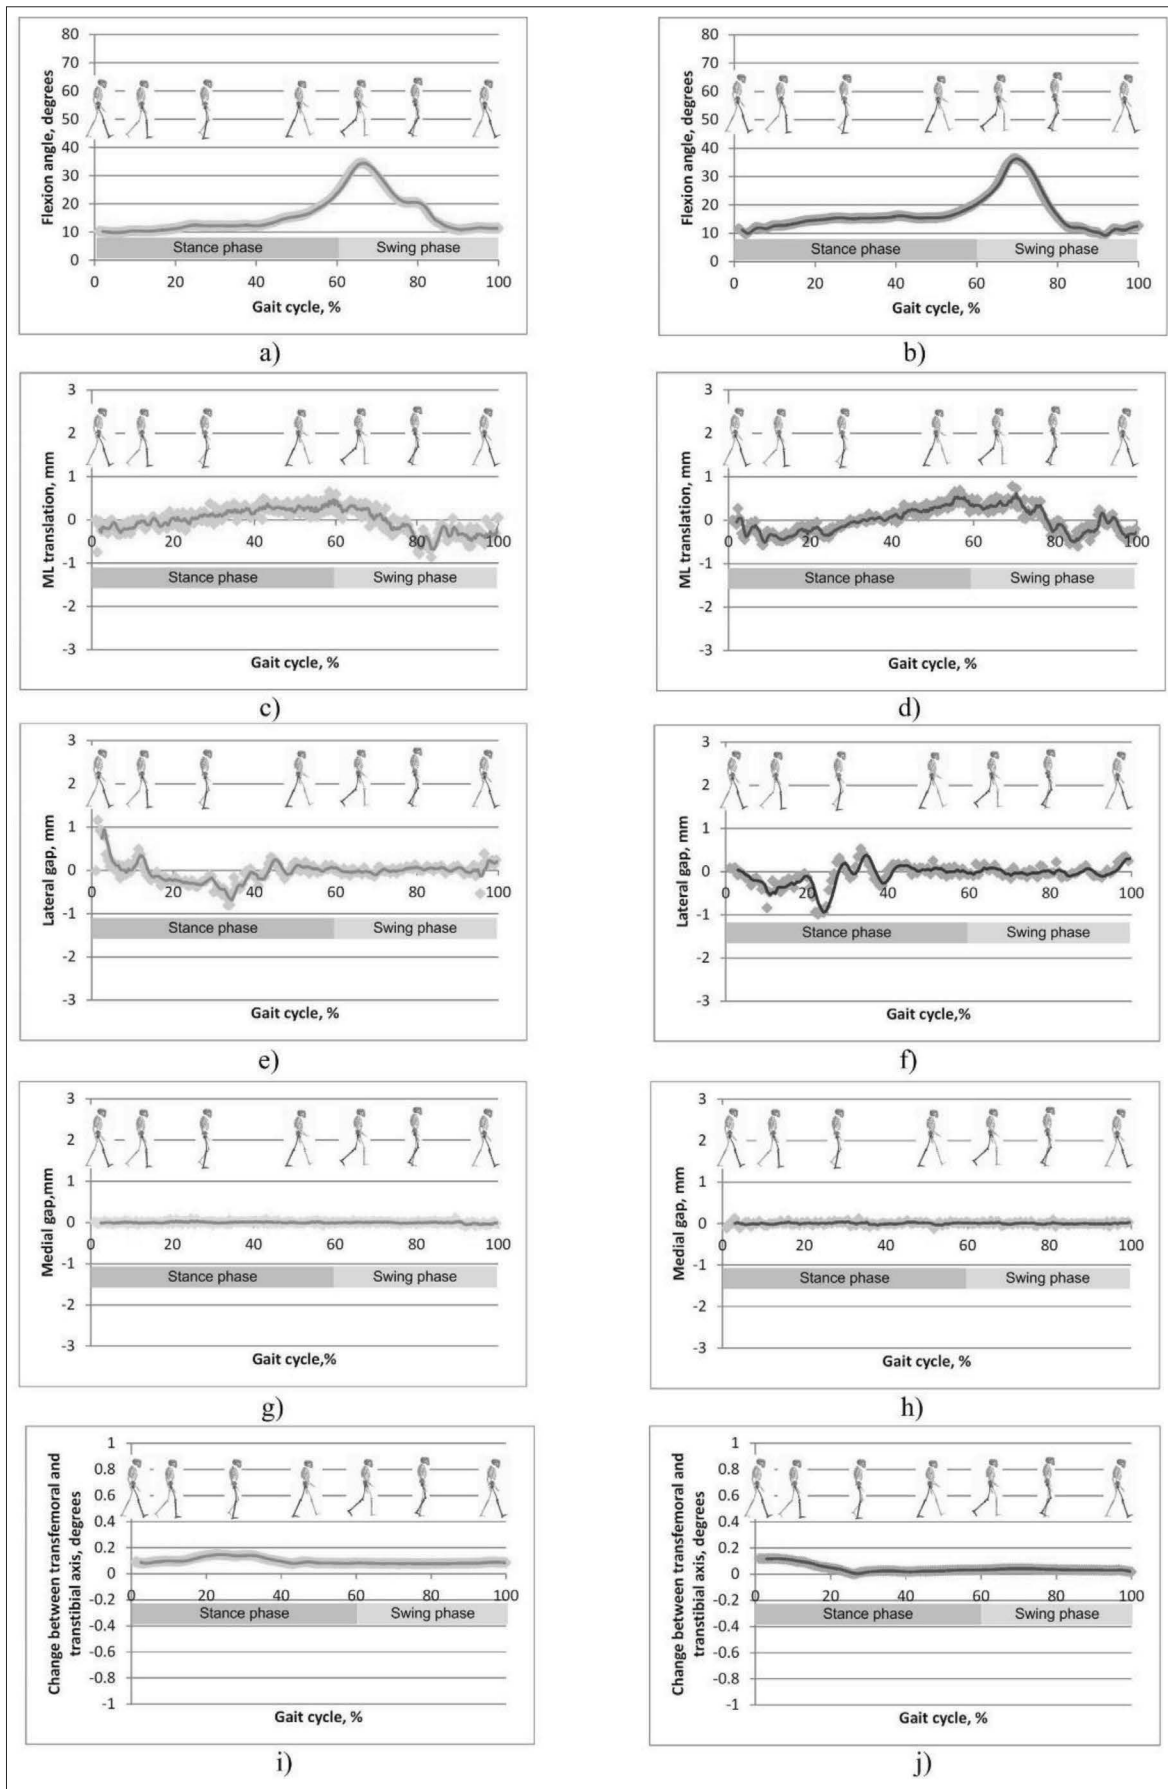 80
70
60
50
40
30
20
10
0
Flexion angle, degrees
Stance phase Swing phase
0 20 40 60 80 100
Gait cycle, %
a)
80
70
60
50
40
30
20
10
0
Flexion angle, degrees
Stance phase Swing phase
0 20 40 60 80 100
Gait cycle, %
b)
3
2
1
0
-1
-2
-3
ML translation, mm
0 20 40 60 80 100
Stance phase Swing phase
Gait cycle, %
c)
3
2
1
0
-1
-2
-3
ML translation, mm
0 20 40 60 80 100
Stance phase Swing phase
Gait cycle, %
d)
3
2
1
0
-1
-2
-3
Lateral gap, mm
0 20 40 60 80 100
Stance phase Swing phase
Gait cycle, %
e)
3
2
1
0
-1
-2
-3
Lateral gap, mm
0 20 40 60 80 100
Stance phase Swing phase
Gait cycle,%
f)
3
2
1
0
-1
-2
-3
Medial gap,mm
0 20 40 60 80 100
Stance phase Swing phase
Gait cycle,%
g)
3
2
1
0
-1
-2
-3
Medial gap, mm
0 20 40 60 80 100
Stance phase Swing phase
Gait cycle, %
h)
1
0.8
0.6
0.4
0.2
0
-0.2
-0.4
-0.6
-0.8
-1
Change between transfemoral and
transtibial axis, degrees
0 20 40 60 80 100
Stance phase Swing phase
Gait cycle, %
i)
1
0.8
0.6
0.4
0.2
0
-0.2
-0.4
-0.6
-0.8
-1
Change between transfemoral and
transtibial axis, degrees
0 20 40 60 80 100
Stance phase Swing phase
Gait cycle, %
j)